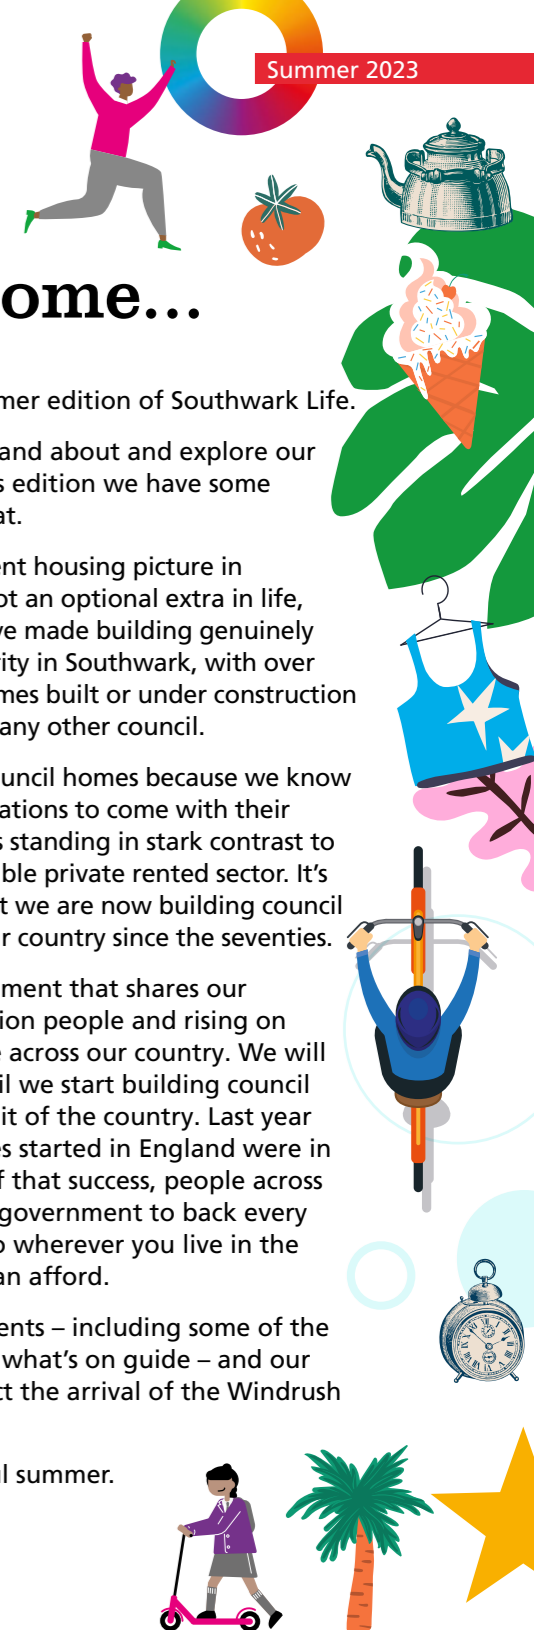 Summer 2023
ome...
mer edition of Southwark Life.
and about and explore our
s edition we have some
at.
ent housing picture in
ot an optional extra in life,
ve made building genuinely
rity in Southwark, with over
mes built or under construction
any other council.
uncil homes because we know
ations to come with their
s standing in stark contrast to
ble private rented sector. It's
t we are now building council
r country since the seventies.
ment that shares our
ion people and rising on
e across our country. We will
il we start building council
it of the country. Last year
es started in England were in
f that success, people across
government to back every
o wherever you live in the
an afford.
ents – including some of the
what's on guide – and our
ct the arrival of the Windrush
ul summer.